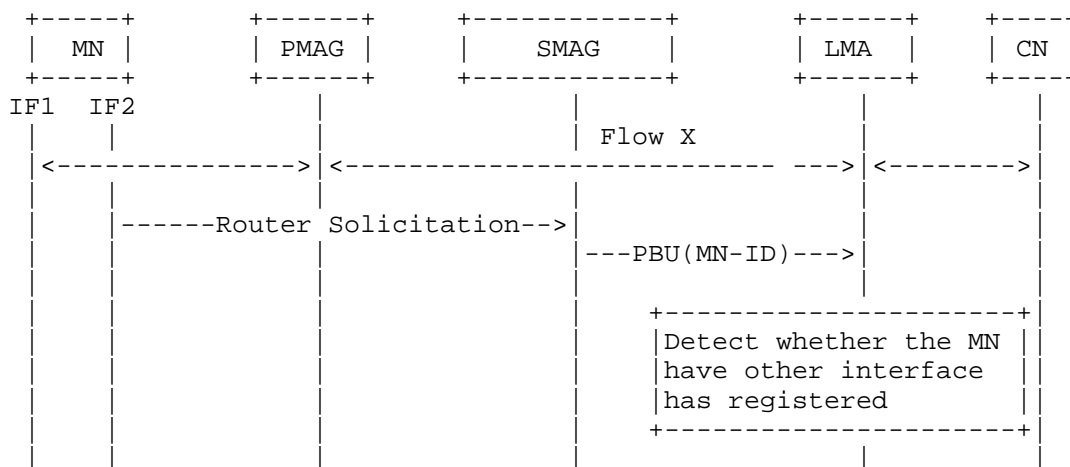 MN PMAG SMAG LMA CN
IF1 IF2
Flow X
Router Solicitation
PBU(MN-ID)
Detect whether the MN
have other interface
has registered